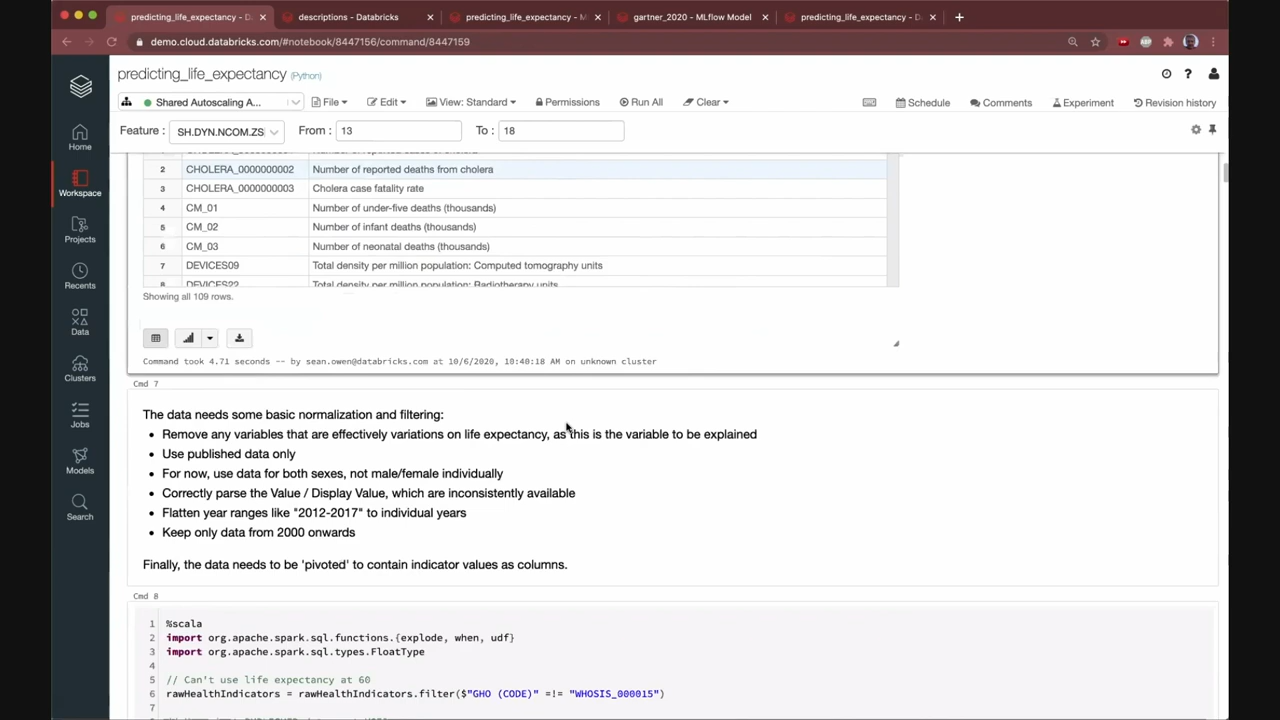 predicting_life_expectancy - D
descriptions - Databricks
predicting_life_expectancy - M
gartner_2020 - MLflow Model
predicting_life_expectancy - D
demo.cloud.databricks.com/#notebook/8447156/command/8447159
predicting_life_expectancy (Python)
Shared Autoscaling A...
File
Edit
View: Standard
Permissions
Run All
Clear
Schedule
Comments
Experiment
Revision history
Feature : SH.DYN.NCOM.ZS From : 13 To : 18
Home
Workspace
Projects
Recents
Data
Clusters
Jobs
Models
Search
2 CHOLERA_0000000002 Number of reported deaths from cholera
3 CHOLERA_0000000003 Cholera case fatality rate
4 CM_01 Number of under-five deaths (thousands)
5 CM_02 Number of infant deaths (thousands)
6 CM_03 Number of neonatal deaths (thousands)
7 DEVICES09 Total density per million population: Computed tomography units
8 DEVICES22 Total density per million population: Radiotherapy units
Showing all 109 rows.
Command took 4.71 seconds -- by sean.owen@databricks.com at 10/6/2020, 10:40:18 AM on unknown cluster
Cmd 7
The data needs some basic normalization and filtering:
• Remove any variables that are effectively variations on life expectancy, as this is the variable to be explained
• Use published data only
• For now, use data for both sexes, not male/female individually
• Correctly parse the Value / Display Value, which are inconsistently available
• Flatten year ranges like "2012-2017" to individual years
• Keep only data from 2000 onwards
Finally, the data needs to be 'pivoted' to contain indicator values as columns.
Cmd 8
1 %scala
2 import org.apache.spark.sql.functions.{explode, when, udf}
3 import org.apache.spark.sql.types.FloatType
4
5 // Can't use life expectancy at 60
6 rawHealthIndicators = rawHealthIndicators.filter($"GHO (CODE)" =!= "WHOSIS_000015")
7